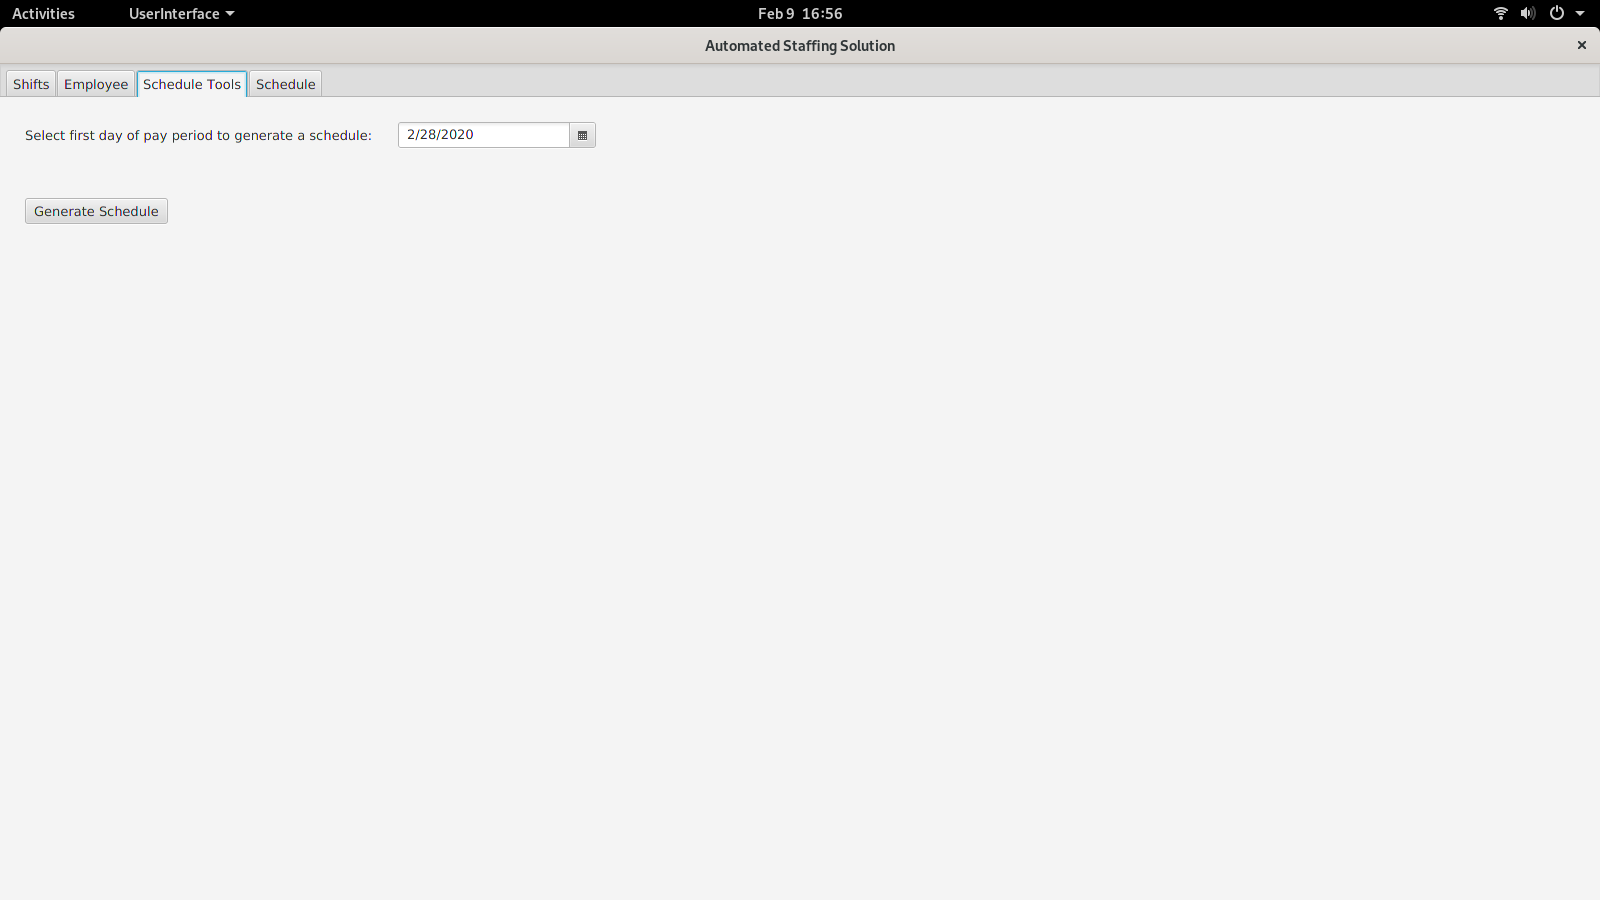 Activities UserInterface Feb 9 16:56
Automated Staffing Solution ×
Shifts Employee Schedule Tools Schedule
Select first day of pay period to generate a schedule: 2/28/2020
Generate Schedule